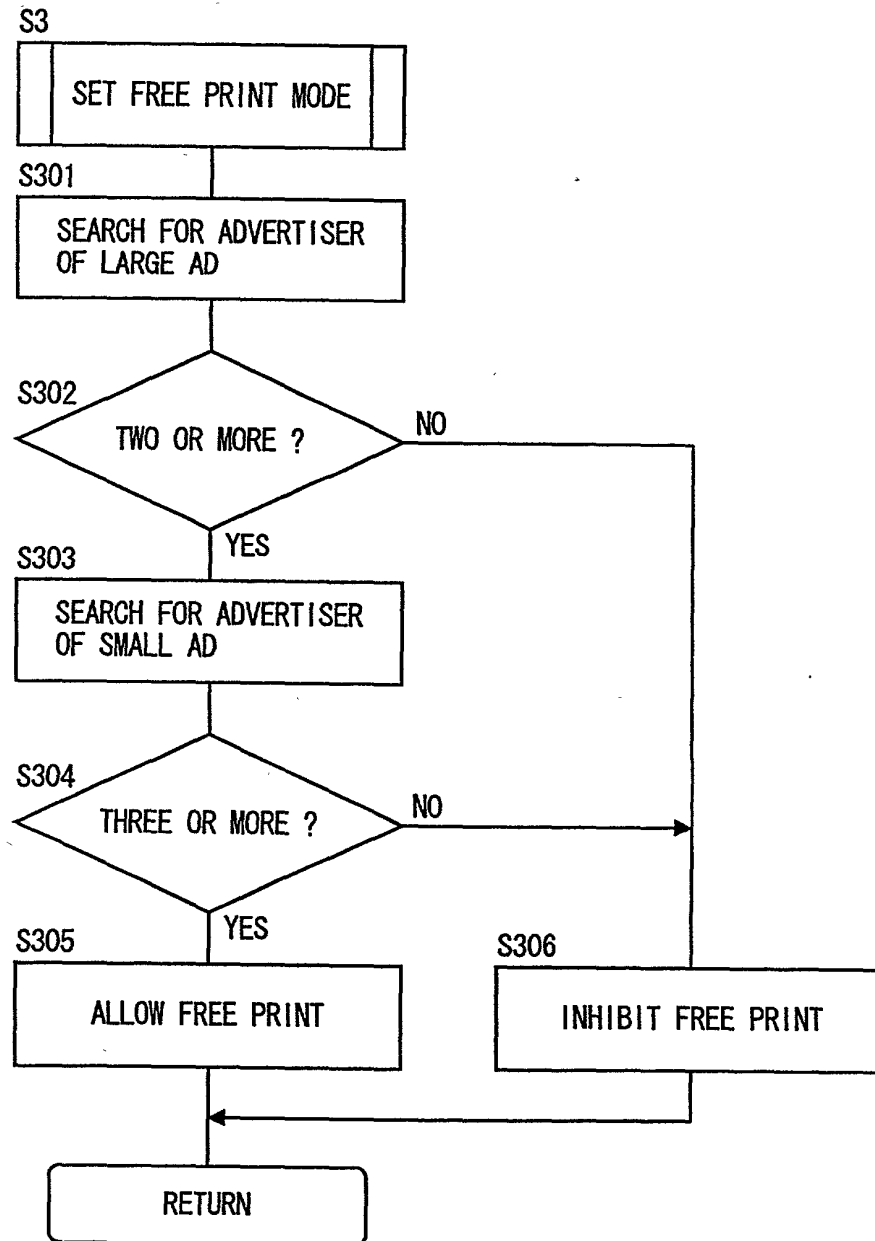 S3
SET FREE PRINT MODE
S301
SEARCH FOR ADVERTISER
OF LARGE AD
S302
TWO OR MORE ?
NO
YES
S303
SEARCH FOR ADVERTISER
OF SMALL AD
S304
THREE OR MORE ?
NO
YES
S305
ALLOW FREE PRINT
S306
INHIBIT FREE PRINT
RETURN